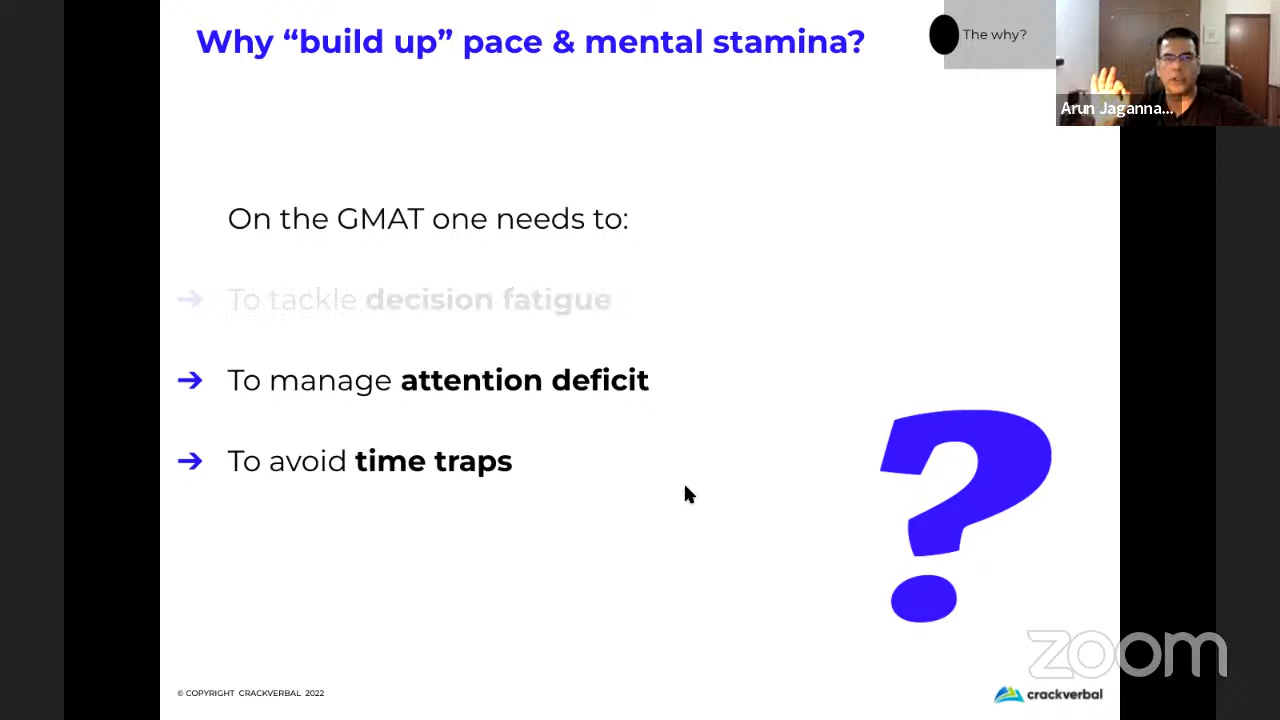 Why “build up” pace & mental stamina?
The why?
Arun Jaganna...
On the GMAT one needs to:
➔ To tackle decision fatigue
➔ To manage attention deficit
➔ To avoid time traps
?
zoom
© COPYRIGHT CRACKVERBAL 2022
crackverbal